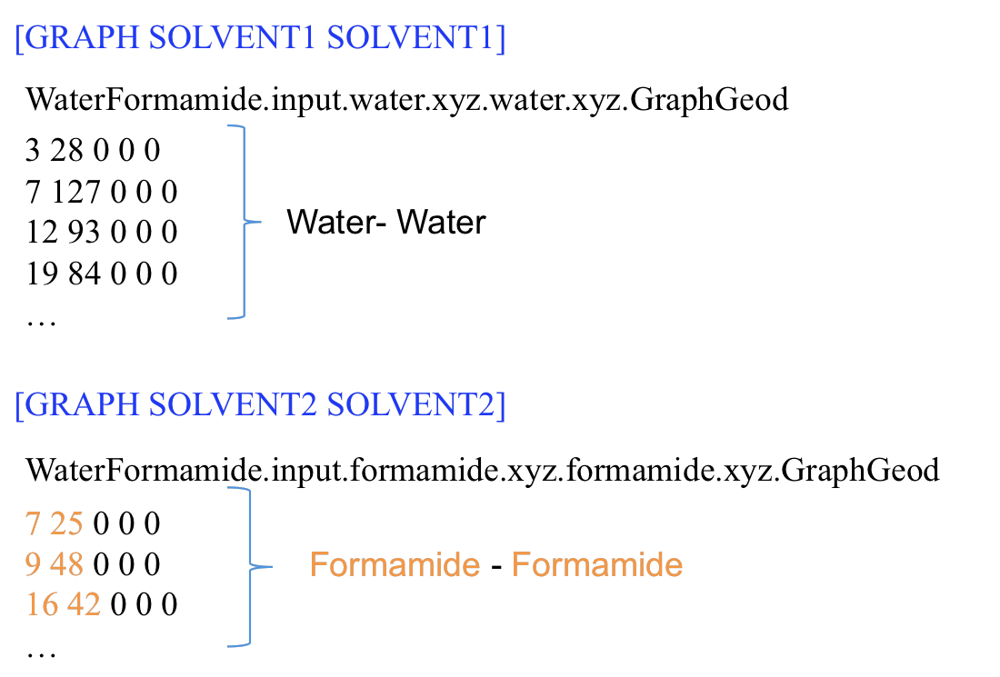 [GRAPH SOLVENT1 SOLVENT1]
WaterFormamide.input.water.xyz.water.xyz.GraphGeod
3 28 0 0 0
7 127 0 0 0
12 93 0 0 0
Water- Water
19 84 0 0 0
…
[GRAPH SOLVENT2 SOLVENT2]
WaterFormamide.input.formamide.xyz.formamide.xyz.GraphGeod
7 25 0 0 0
9 48 0 0 0
Formamide - Formamide
16 42 0 0 0
…